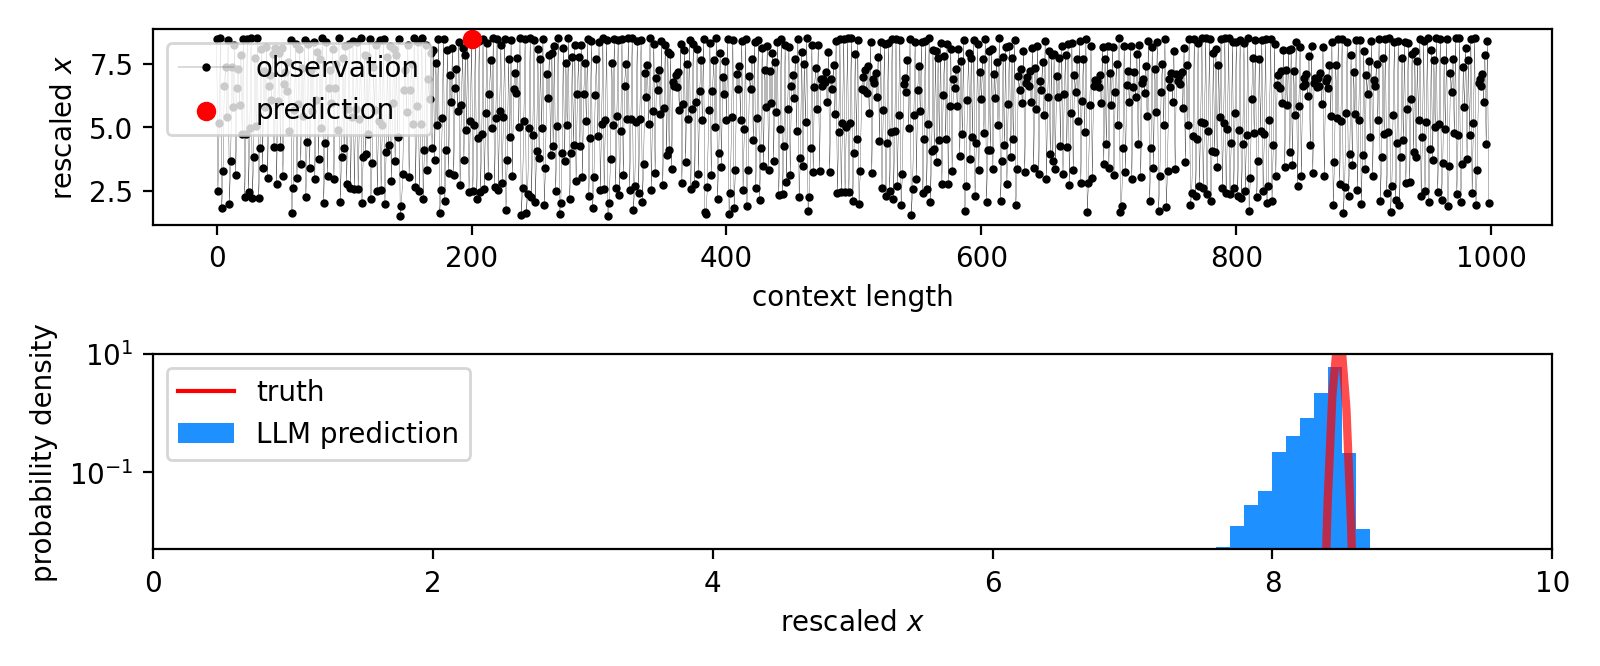 rescaled x
7.5
5.0
2.5
observation
prediction
0
200
400
600
800
1000
context length
probability density
10¹
10⁻¹
truth
LLM prediction
0
2
4
6
8
10
rescaled x